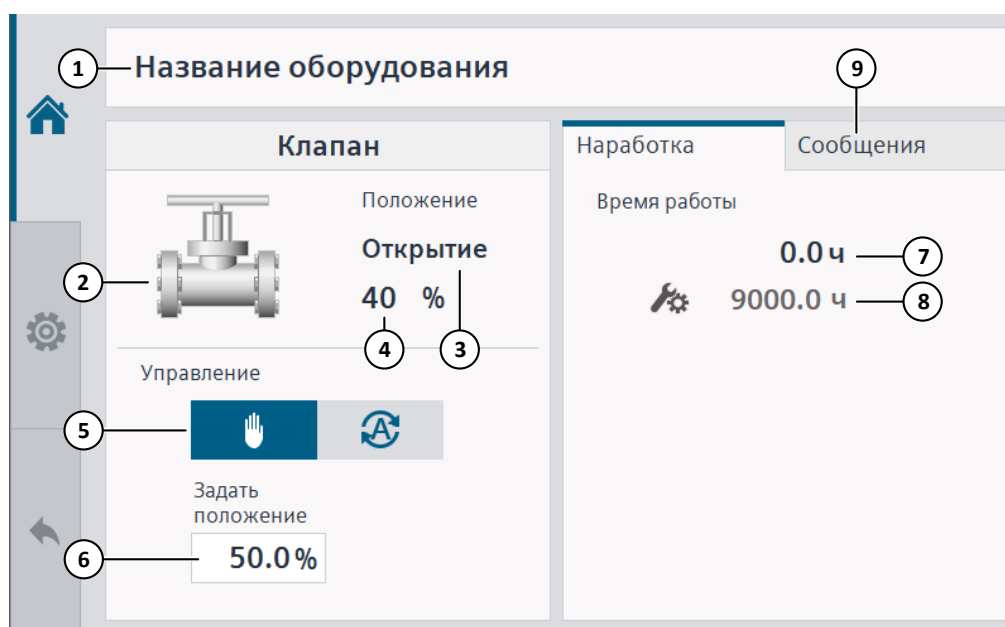 1
Название оборудования
9
Клапан
Наработка
Сообщения
Положение
Время работы
Открытие
0.0 ч
7
2
40 %
9000.0 ч
8
4
3
Управление
5
A
Задать
положение
6
50.0 %